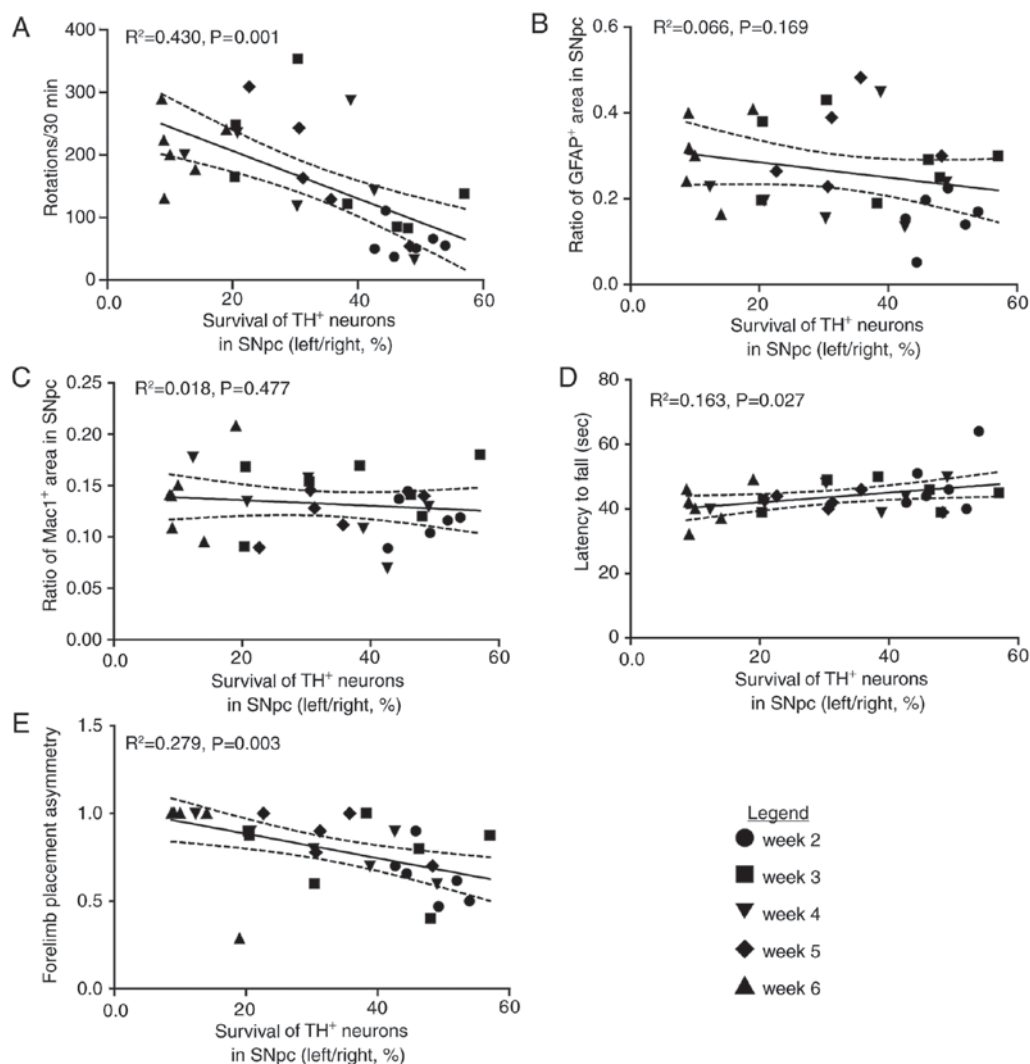 A
R²=0.430, P=0.001
Rotations/30 min
400
300
200
100
0
0.0 20 40 60
Survival of TH⁺ neurons
in SNpc (left/right, %)
B
R²=0.066, P=0.169
Ratio of GFAP⁺ area in SNpc
0.6
0.4
0.2
0.0
0.0 20 40 60
Survival of TH⁺ neurons
in SNpc (left/right, %)
C
R²=0.018, P=0.477
Ratio of Mac1⁺ area in SNpc
0.25
0.20
0.15
0.10
0.05
0.00
0.0 20 40 60
Survival of TH⁺ neurons
in SNpc (left/right, %)
D
R²=0.163, P=0.027
Latency to fall (sec)
80
60
40
20
0
0.0 20 40 60
Survival of TH⁺ neurons
in SNpc (left/right, %)
E
R²=0.279, P=0.003
Forelimb placement asymmetry
1.5
1.0
0.5
0.0
0.0 20 40 60
Survival of TH⁺ neurons
in SNpc (left/right, %)
Legend
week 2
week 3
week 4
week 5
week 6